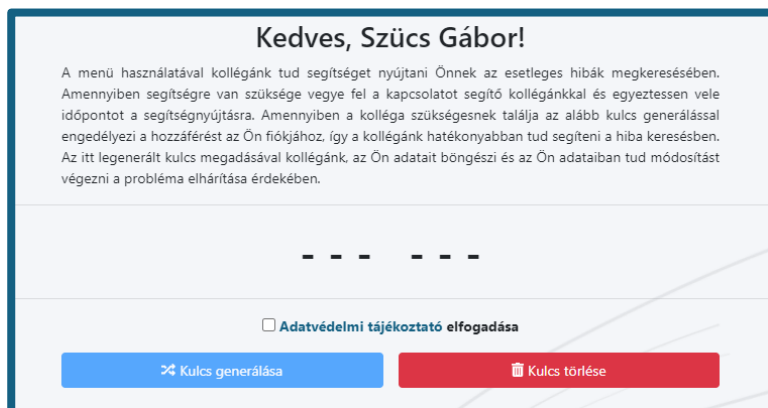 Kedves, Szücs Gábor!
A menü használatával kollégánk tud segítséget nyújtani Önnek az esetleges hibák megkeresésében.
Amennyiben segítségre van szüksége vegye fel a kapcsolatot segítő kollégánkkal és egyeztessen vele
időpontot a segítségnyújtásra. Amennyiben a kolléga szükségesnek találja az alább kulcs generálással
engedélyezi a hozzáférést az Ön fiókjához, így a kollégánk hatékonyabban tud segíteni a hiba keresésben.
Az itt legenerált kulcs megadásával kollégánk, az Ön adatait böngészi és az Ön adataiban tud módosítást
végezni a probléma elhárítása érdekében.
- - - - - -
Adatvédelmi tájékoztató elfogadása
Kulcs generálása
Kulcs törlése